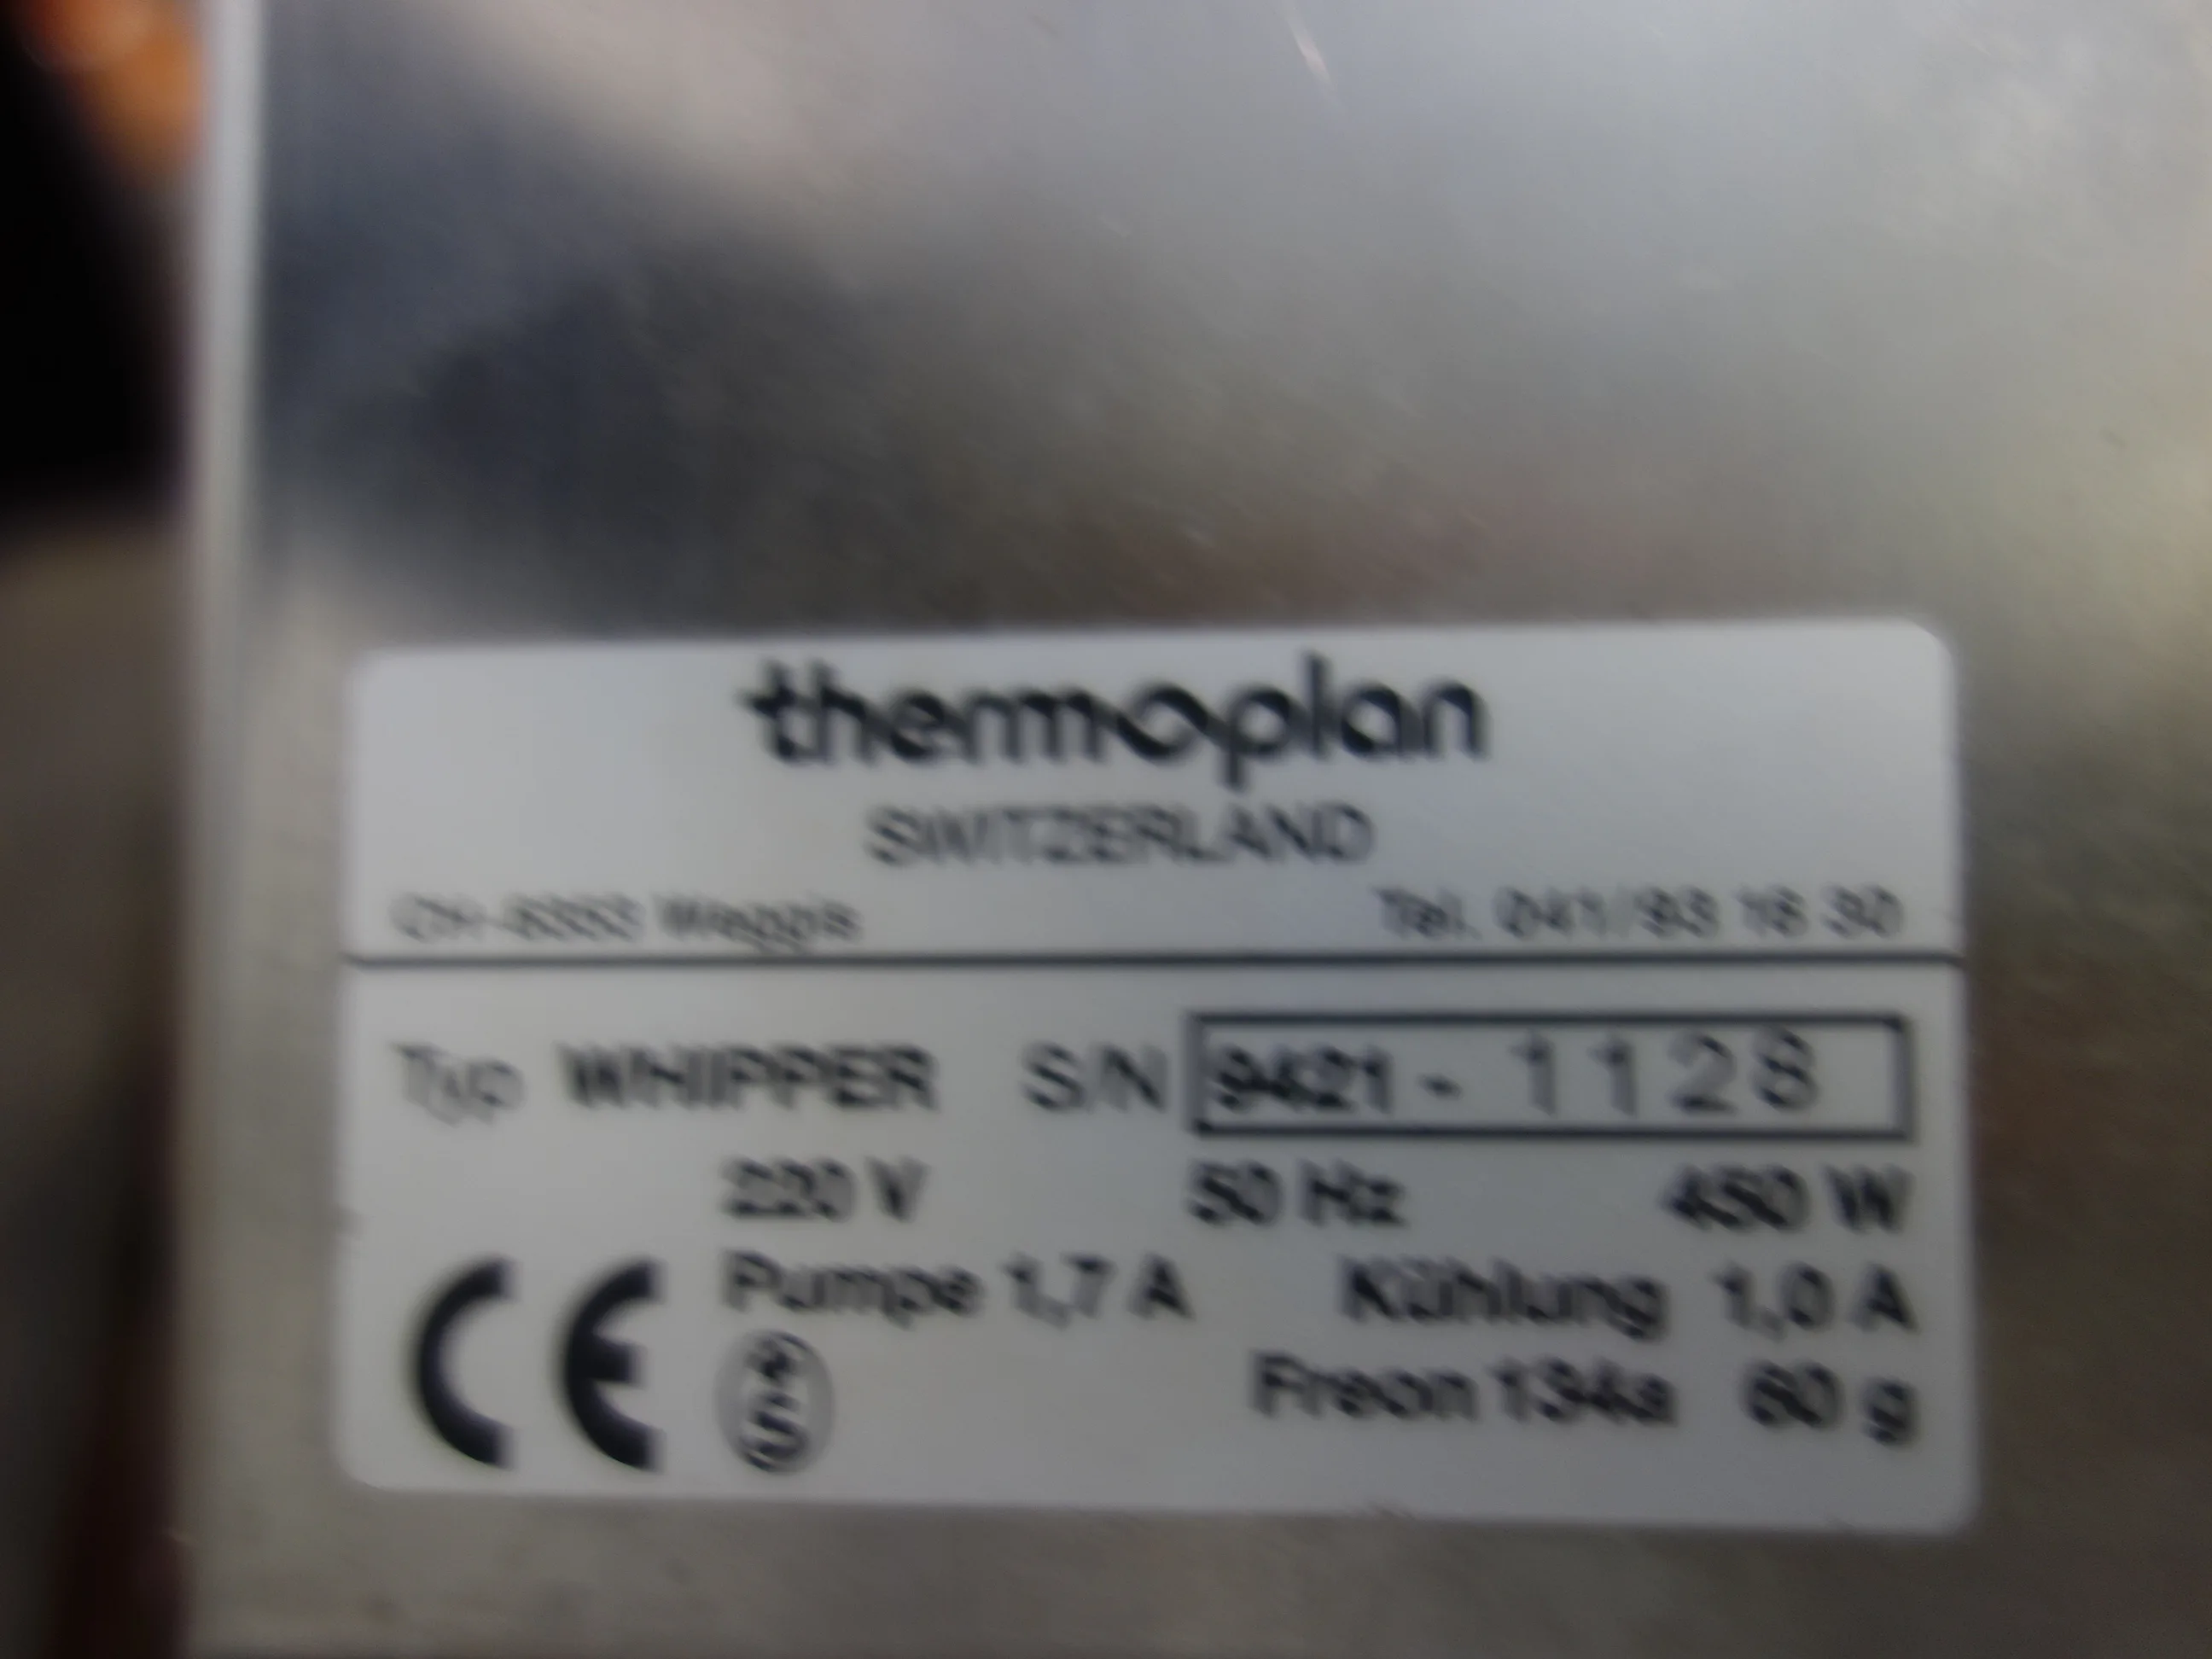 thermoplan
SWITZERLAND
CH-6353 Weggis Tel. 041/93 16 30
Typ WHIPPER S/N 9421 - 1128
220 V 50 Hz 450 W
CE Pumpe 1,7 A Kühlung 1,0 A
Freon 134a 60 g